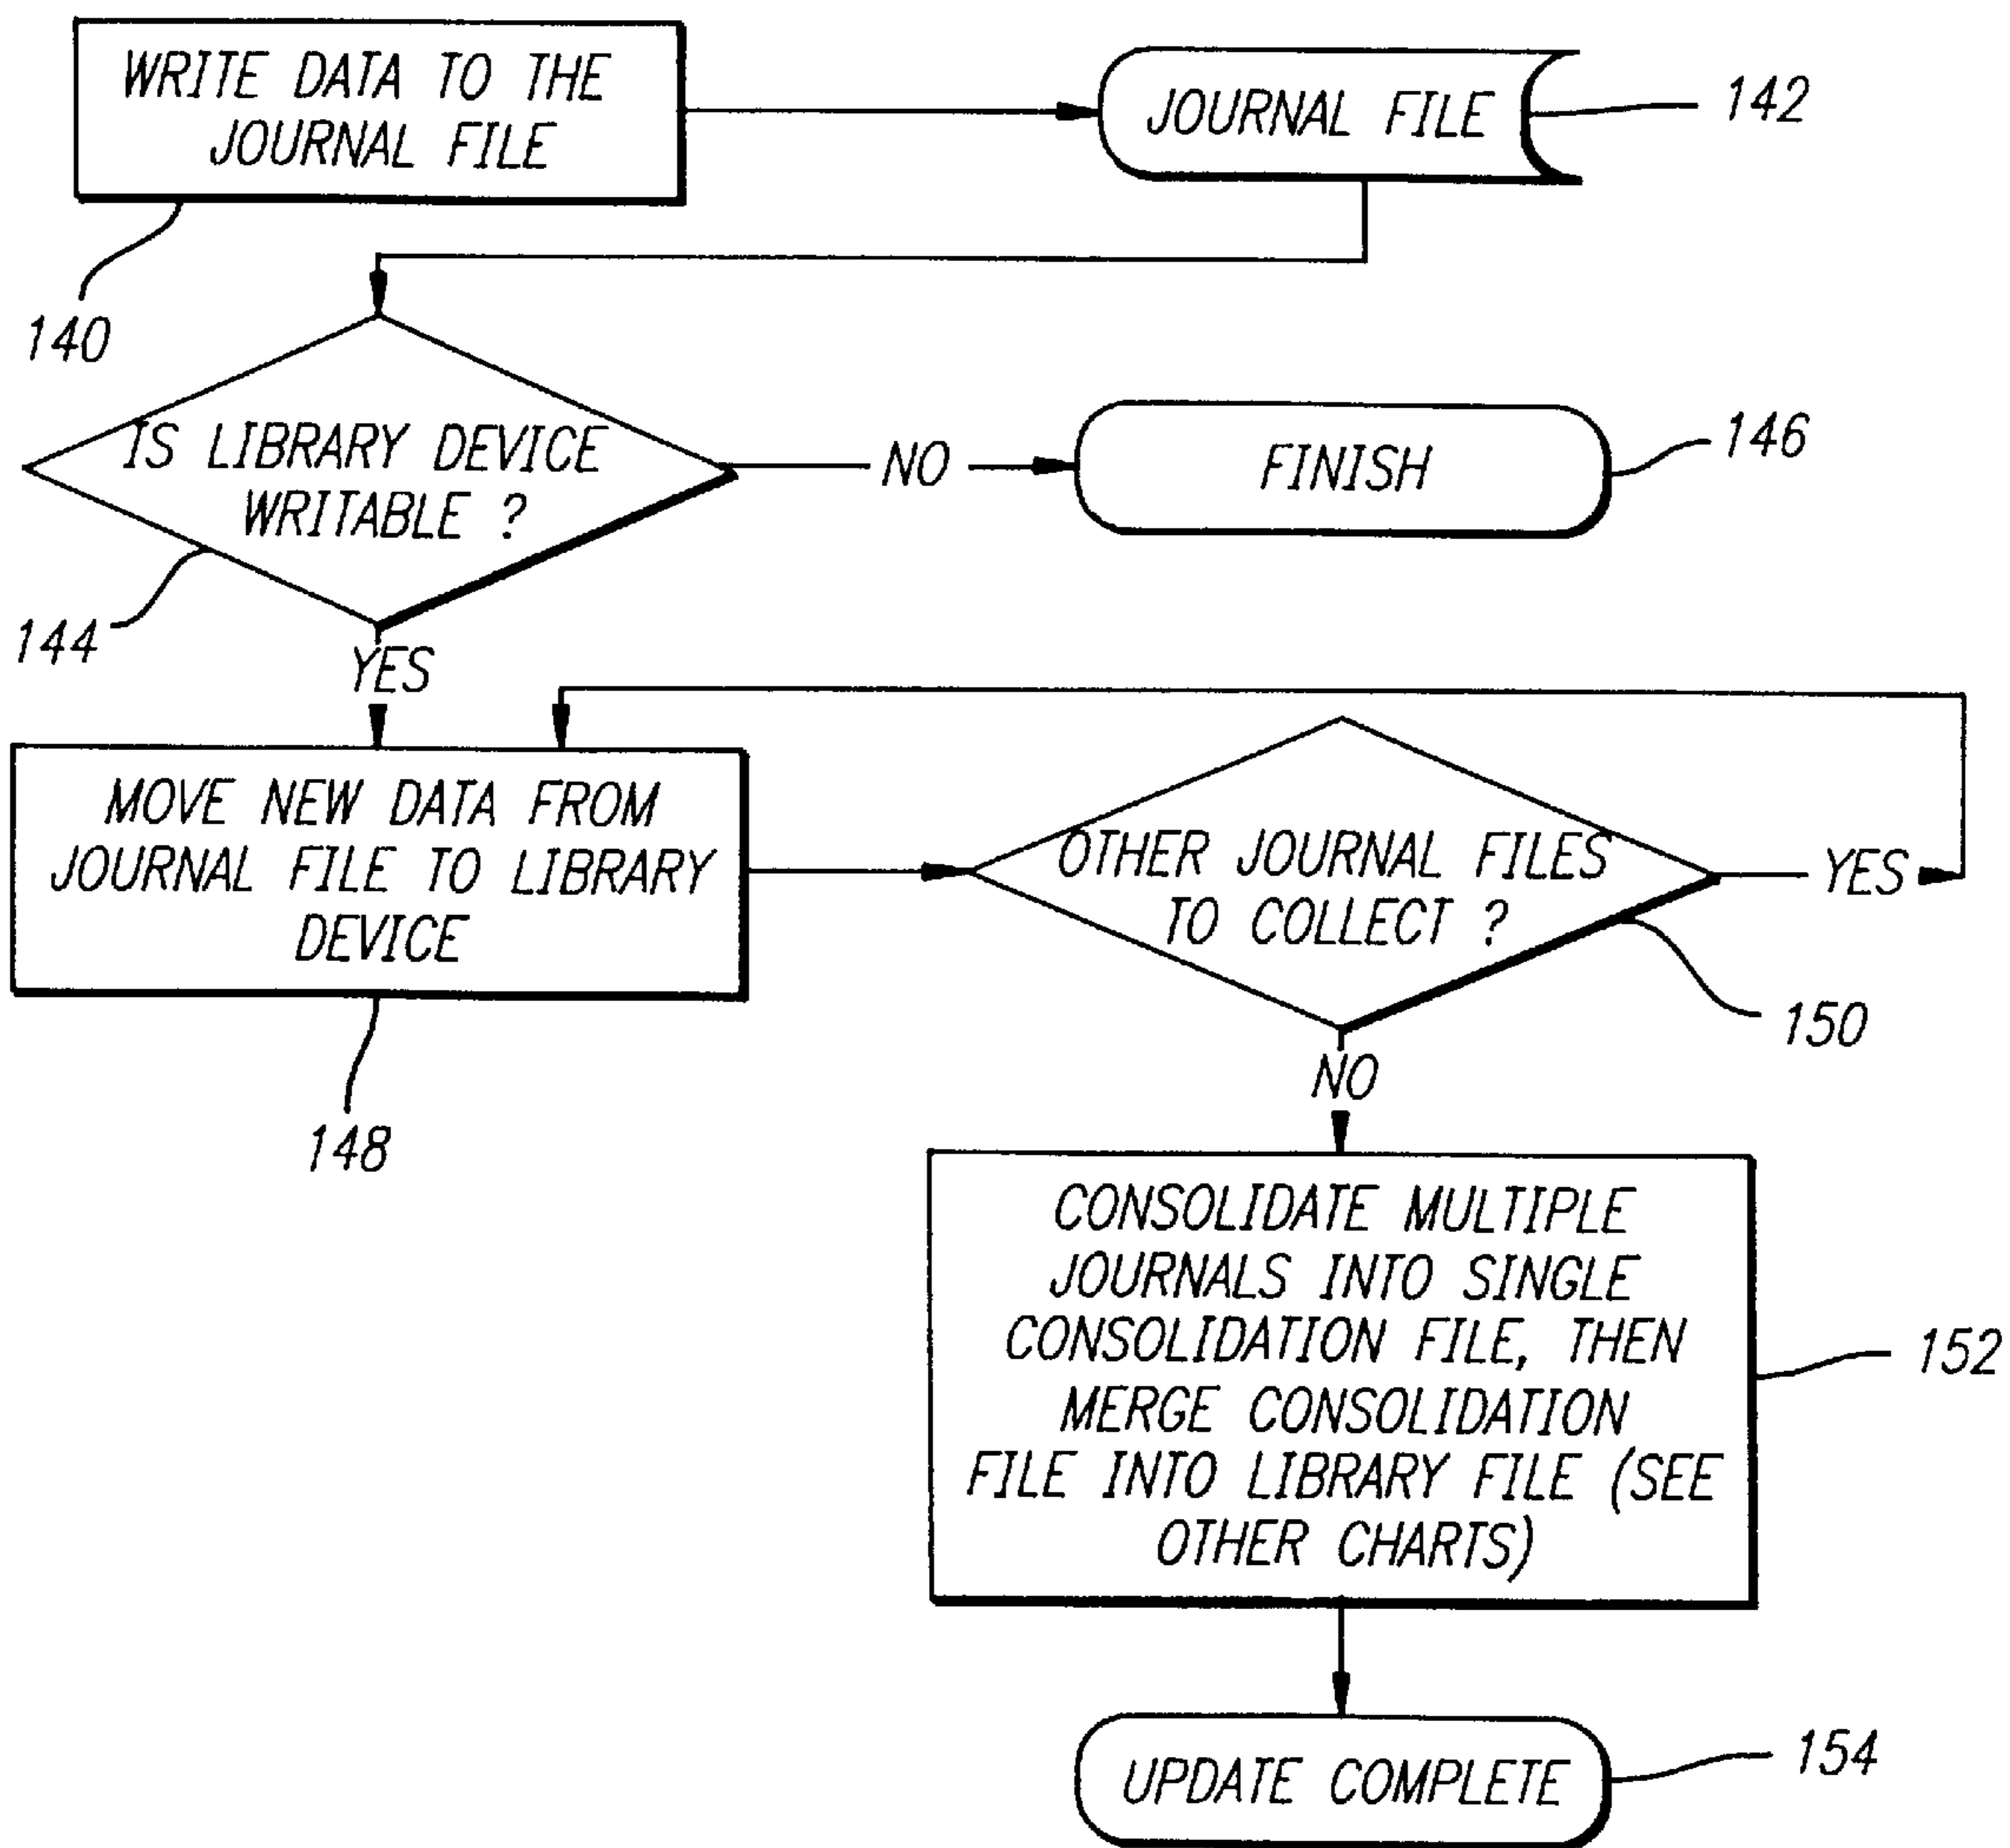 WRITE DATA TO THE
JOURNAL FILE
JOURNAL FILE
142
140
IS LIBRARY DEVICE
WRITABLE ?
NO
FINISH
146
144
YES
MOVE NEW DATA FROM
JOURNAL FILE TO LIBRARY
DEVICE
OTHER JOURNAL FILES
TO COLLECT ?
YES
150
148
NO
CONSOLIDATE MULTIPLE
JOURNALS INTO SINGLE
CONSOLIDATION FILE, THEN
MERGE CONSOLIDATION
FILE INTO LIBRARY FILE (SEE
OTHER CHARTS)
152
UPDATE COMPLETE
154